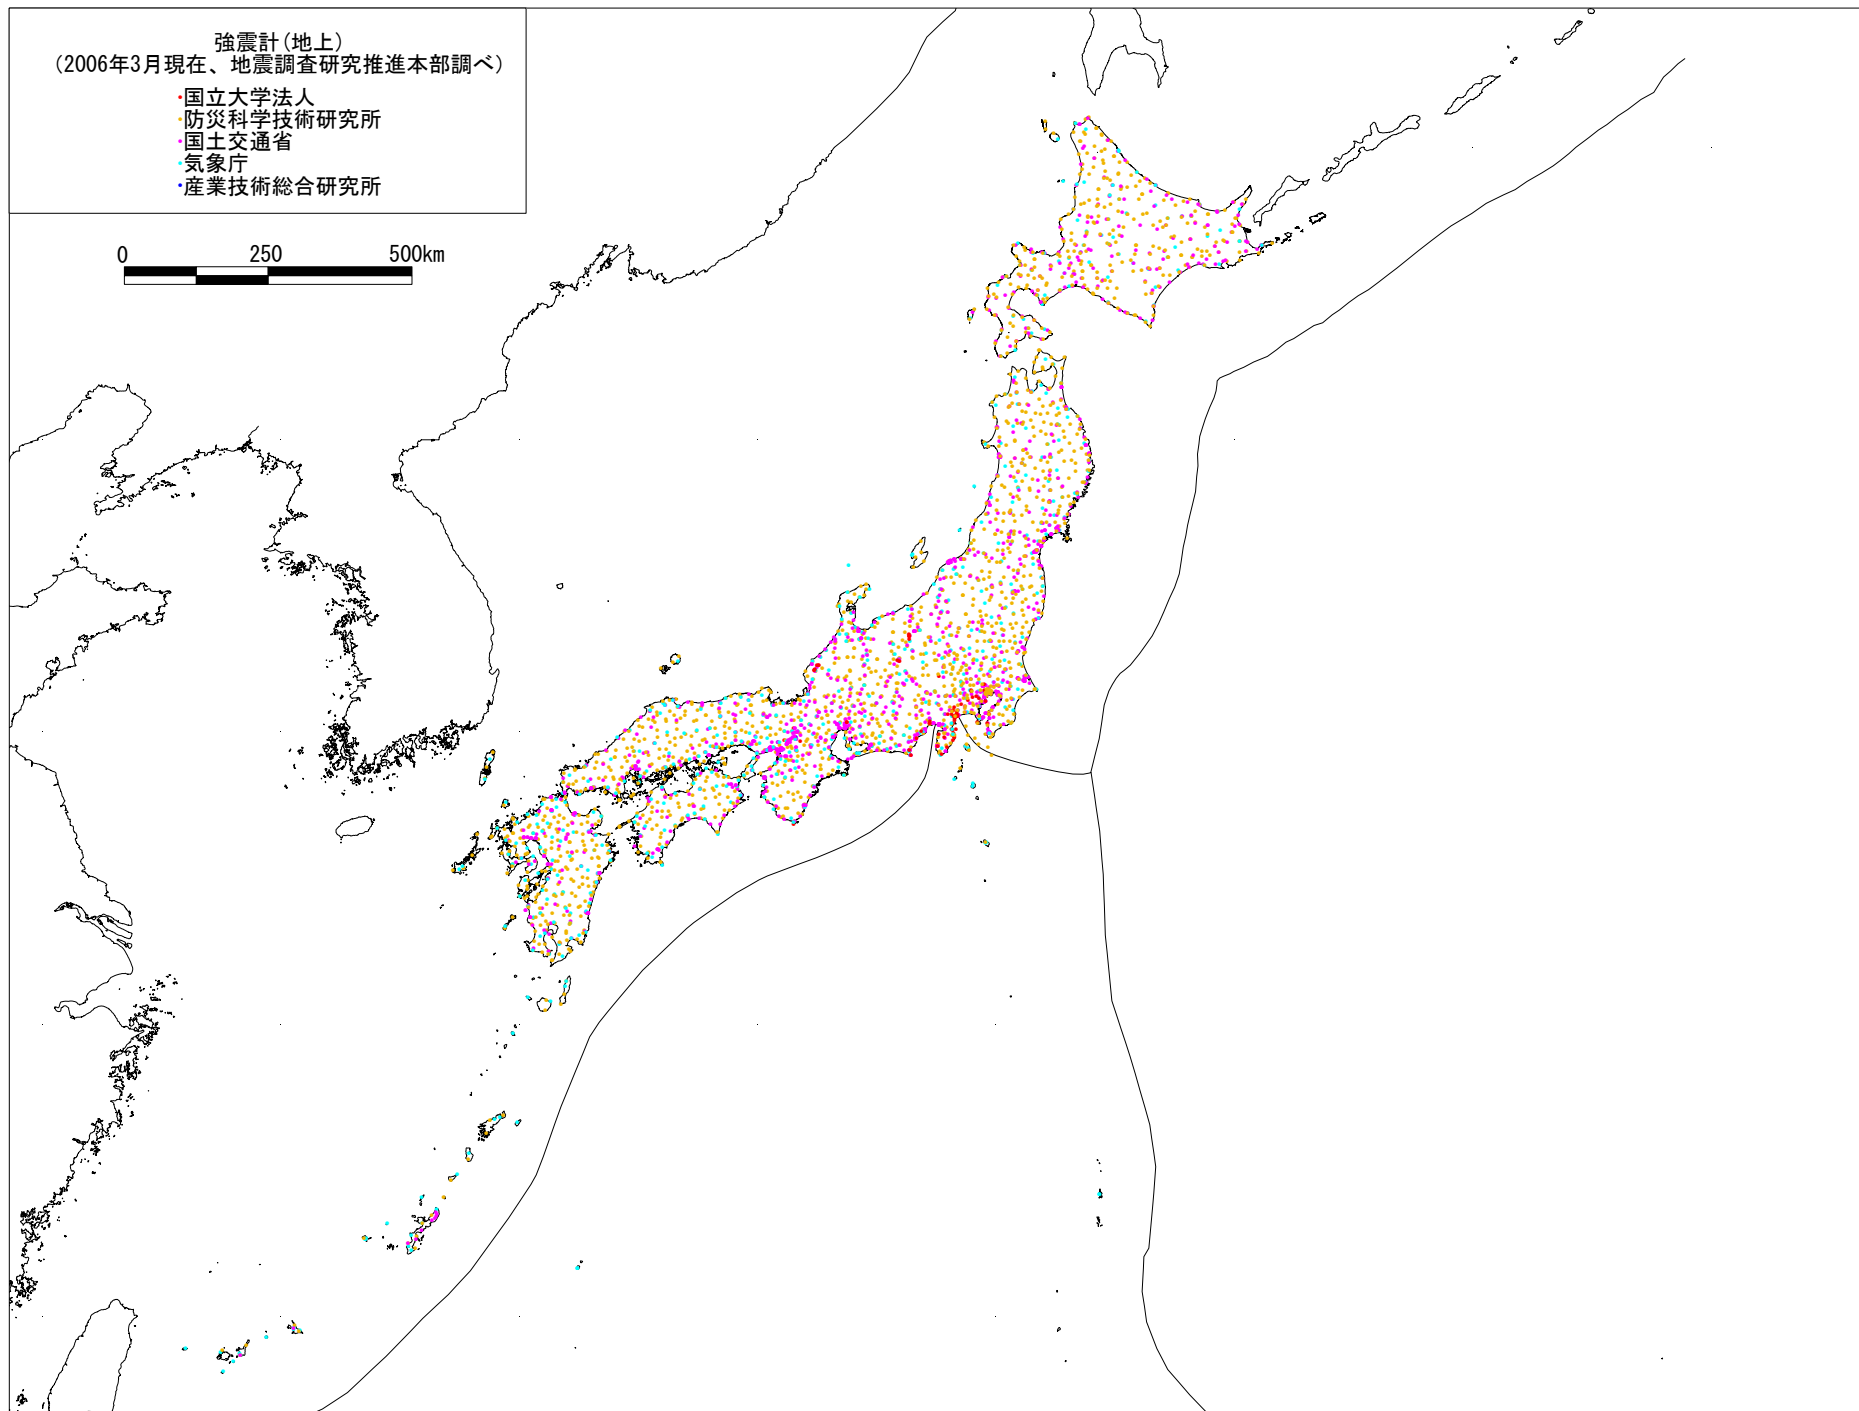 強震計(地上)
(2006年3月現在、地震調査研究推進本部調べ)
国立大学法人
防災科学技術研究所
国土交通省
気象庁
産業技術総合研究所
0 250 500km